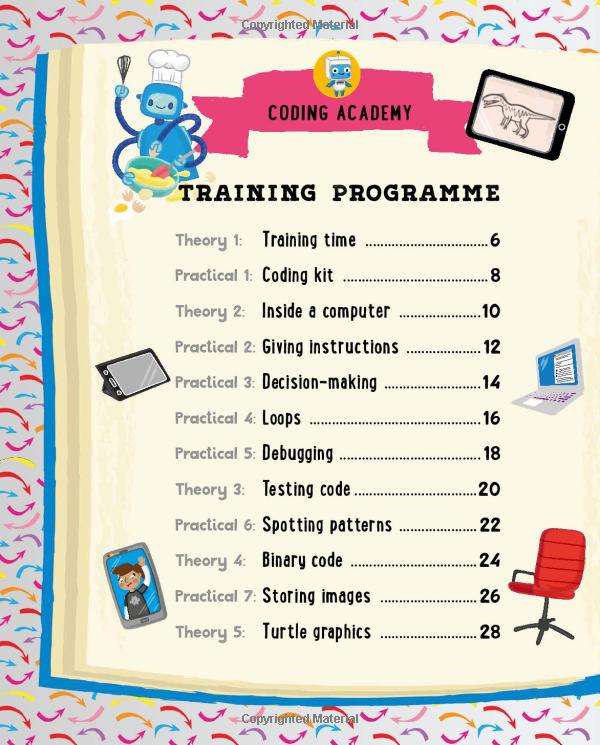 Copyrighted Material
CODING ACADEMY
TRAINING PROGRAMME
Theory 1: Training time ................................ 6
Practical 1: Coding kit ...................................... 8
Theory 2: Inside a computer ...................... 10
Practical 2: Giving instructions .................... 12
Practical 3: Decision-making ......................... 14
Practical 4: Loops ............................................. 16
Practical 5: Debugging ..................................... 18
Theory 3: Testing code ................................ 20
Practical 6: Spotting patterns ..................... 22
Theory 4: Binary code .................................. 24
Practical 7: Storing images ............................ 26
Theory 5: Turtle graphics .......................... 28
Copyrighted Material